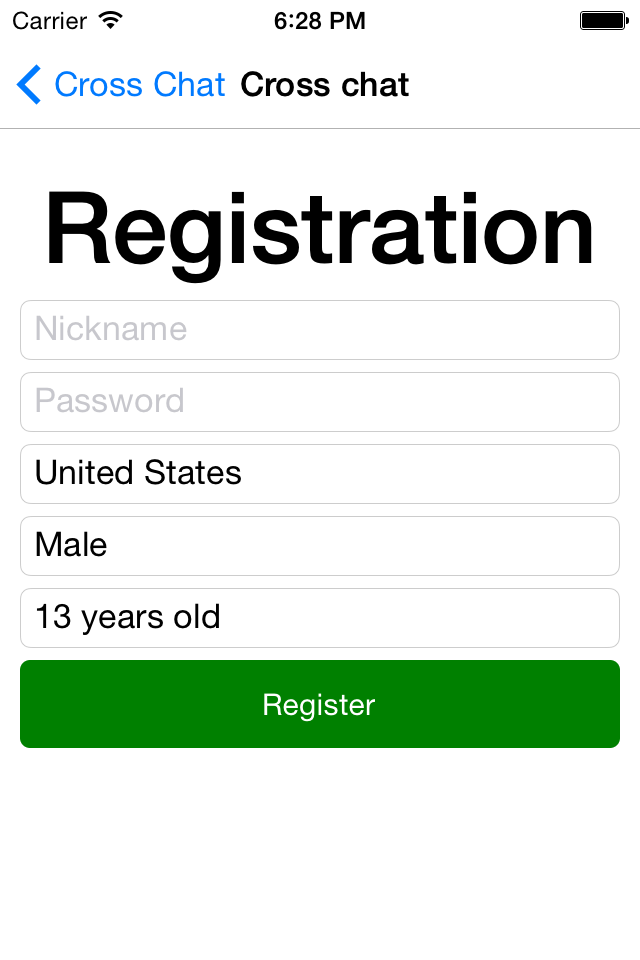 Carrier 6:28 PM
Cross Chat Cross chat
Registration
Nickname
Password
United States
Male
13 years old
Register